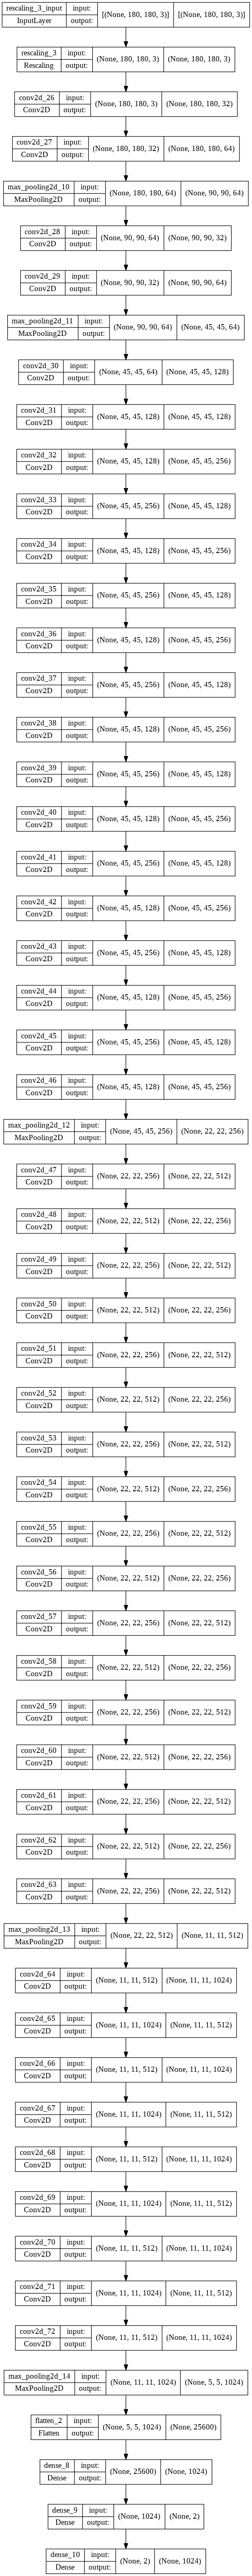 rescaling_3_input input: [(None, 180, 180, 3)] [(None, 180, 180, 3)]
InputLayer output:
rescaling_3 input: (None, 180, 180, 3) (None, 180, 180, 3)
Rescaling output:
conv2d_26 input: (None, 180, 180, 3) (None, 180, 180, 32)
Conv2D output:
conv2d_27 input: (None, 180, 180, 32) (None, 180, 180, 64)
Conv2D output:
max_pooling2d_10 input: (None, 180, 180, 64) (None, 90, 90, 64)
MaxPooling2D output:
conv2d_28 input: (None, 90, 90, 64) (None, 90, 90, 32)
Conv2D output:
conv2d_29 input: (None, 90, 90, 32) (None, 90, 90, 64)
Conv2D output:
max_pooling2d_11 input: (None, 90, 90, 64) (None, 45, 45, 64)
MaxPooling2D output:
conv2d_30 input: (None, 45, 45, 64) (None, 45, 45, 128)
Conv2D output:
conv2d_31 input: (None, 45, 45, 128) (None, 45, 45, 128)
Conv2D output:
conv2d_32 input: (None, 45, 45, 128) (None, 45, 45, 256)
Conv2D output:
conv2d_33 input: (None, 45, 45, 256) (None, 45, 45, 128)
Conv2D output:
conv2d_34 input: (None, 45, 45, 128) (None, 45, 45, 256)
Conv2D output:
conv2d_35 input: (None, 45, 45, 256) (None, 45, 45, 128)
Conv2D output:
conv2d_36 input: (None, 45, 45, 128) (None, 45, 45, 256)
Conv2D output:
conv2d_37 input: (None, 45, 45, 256) (None, 45, 45, 128)
Conv2D output:
conv2d_38 input: (None, 45, 45, 128) (None, 45, 45, 256)
Conv2D output:
conv2d_39 input: (None, 45, 45, 256) (None, 45, 45, 128)
Conv2D output:
conv2d_40 input: (None, 45, 45, 128) (None, 45, 45, 256)
Conv2D output:
conv2d_41 input: (None, 45, 45, 256) (None, 45, 45, 128)
Conv2D output:
conv2d_42 input: (None, 45, 45, 128) (None, 45, 45, 256)
Conv2D output:
conv2d_43 input: (None, 45, 45, 256) (None, 45, 45, 128)
Conv2D output:
conv2d_44 input: (None, 45, 45, 128) (None, 45, 45, 256)
Conv2D output:
conv2d_45 input: (None, 45, 45, 256) (None, 45, 45, 128)
Conv2D output:
conv2d_46 input: (None, 45, 45, 128) (None, 45, 45, 256)
Conv2D output:
max_pooling2d_12 input: (None, 45, 45, 256) (None, 22, 22, 256)
MaxPooling2D output:
conv2d_47 input: (None, 22, 22, 256) (None, 22, 22, 512)
Conv2D output:
conv2d_48 input: (None, 22, 22, 512) (None, 22, 22, 256)
Conv2D output:
conv2d_49 input: (None, 22, 22, 256) (None, 22, 22, 512)
Conv2D output:
conv2d_50 input: (None, 22, 22, 512) (None, 22, 22, 256)
Conv2D output:
conv2d_51 input: (None, 22, 22, 256) (None, 22, 22, 512)
Conv2D output:
conv2d_52 input: (None, 22, 22, 512) (None, 22, 22, 256)
Conv2D output:
conv2d_53 input: (None, 22, 22, 256) (None, 22, 22, 512)
Conv2D output:
conv2d_54 input: (None, 22, 22, 512) (None, 22, 22, 256)
Conv2D output:
conv2d_55 input: (None, 22, 22, 256) (None, 22, 22, 512)
Conv2D output:
conv2d_56 input: (None, 22, 22, 512) (None, 22, 22, 256)
Conv2D output:
conv2d_57 input: (None, 22, 22, 256) (None, 22, 22, 512)
Conv2D output:
conv2d_58 input: (None, 22, 22, 512) (None, 22, 22, 256)
Conv2D output:
conv2d_59 input: (None, 22, 22, 256) (None, 22, 22, 512)
Conv2D output:
conv2d_60 input: (None, 22, 22, 512) (None, 22, 22, 256)
Conv2D output:
conv2d_61 input: (None, 22, 22, 256) (None, 22, 22, 512)
Conv2D output:
conv2d_62 input: (None, 22, 22, 512) (None, 22, 22, 256)
Conv2D output:
conv2d_63 input: (None, 22, 22, 256) (None, 22, 22, 512)
Conv2D output:
max_pooling2d_13 input: (None, 22, 22, 512) (None, 11, 11, 512)
MaxPooling2D output:
conv2d_64 input: (None, 11, 11, 512) (None, 11, 11, 1024)
Conv2D output:
conv2d_65 input: (None, 11, 11, 1024) (None, 11, 11, 512)
Conv2D output:
conv2d_66 input: (None, 11, 11, 512) (None, 11, 11, 1024)
Conv2D output:
conv2d_67 input: (None, 11, 11, 1024) (None, 11, 11, 512)
Conv2D output:
conv2d_68 input: (None, 11, 11, 512) (None, 11, 11, 1024)
Conv2D output:
conv2d_69 input: (None, 11, 11, 1024) (None, 11, 11, 512)
Conv2D output:
conv2d_70 input: (None, 11, 11, 512) (None, 11, 11, 1024)
Conv2D output:
conv2d_71 input: (None, 11, 11, 1024) (None, 11, 11, 512)
Conv2D output:
conv2d_72 input: (None, 11, 11, 512) (None, 11, 11, 1024)
Conv2D output:
max_pooling2d_14 input: (None, 11, 11, 1024) (None, 5, 5, 1024)
MaxPooling2D output:
flatten_2 input: (None, 5, 5, 1024) (None, 25600)
Flatten output:
dense_8 input: (None, 25600) (None, 1024)
Dense output:
dense_9 input: (None, 1024) (None, 2)
Dense output:
dense_10 input: (None, 2) (None, 1024)
Dense output: